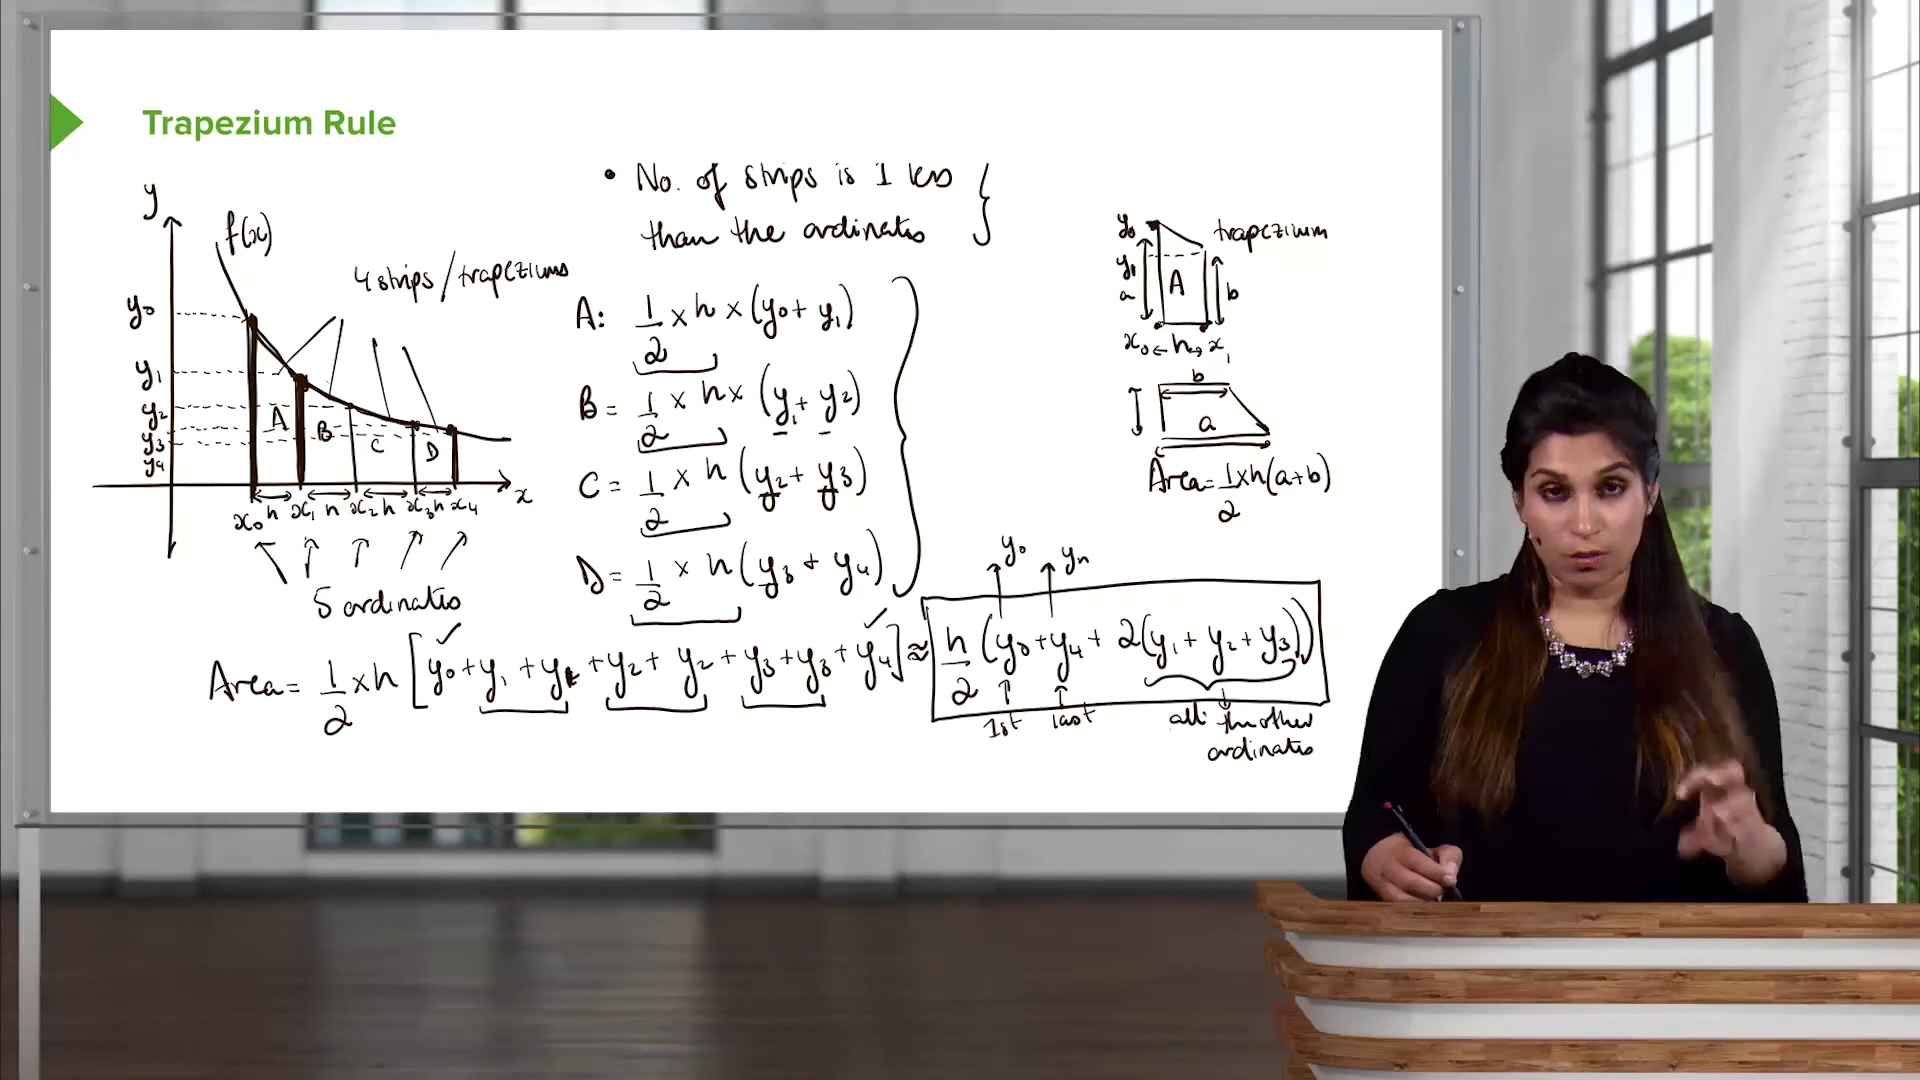 Trapezium Rule
• No. of strips is 1 less
than the ordinates
y
f(x)
4 strips / trapeziums
y0
y1
y2
y3
y4
A
B
C
D
x0 h x1 h x2 h x3 h x4
x
5 ordinates
A: 1/2 × h × (y0 + y1)
B = 1/2 × h × (y1 + y2)
C = 1/2 × h (y2 + y3)
D = 1/2 × h (y3 + y4)
y0
trapezium
y1
a
A
b
x0 ← h → x1
b
a
Area = 1/2 × h (a+b)
y0 yn
Area = 1/2 × h [y0 + y1 + y1 + y2 + y2 + y3 + y3 + y4] ≈ h/2 (y0 + y4 + 2(y1 + y2 + y3))
1st last all the other
ordinates